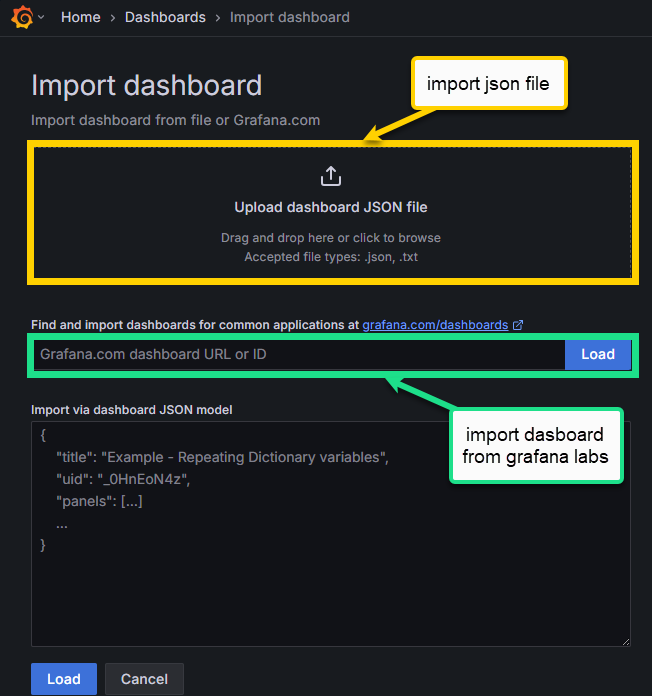 Home › Dashboards › Import dashboard
Import dashboard
import json file
Import dashboard from file or Grafana.com
Upload dashboard JSON file
Drag and drop here or click to browse
Accepted file types: .json, .txt
Find and import dashboards for common applications at grafana.com/dashboards
Grafana.com dashboard URL or ID
Load
Import via dashboard JSON model
import dasboard
from grafana labs
{
"title": "Example - Repeating Dictionary variables",
"uid": "_0HnEoN4z",
"panels": [...]
...
}
Load
Cancel